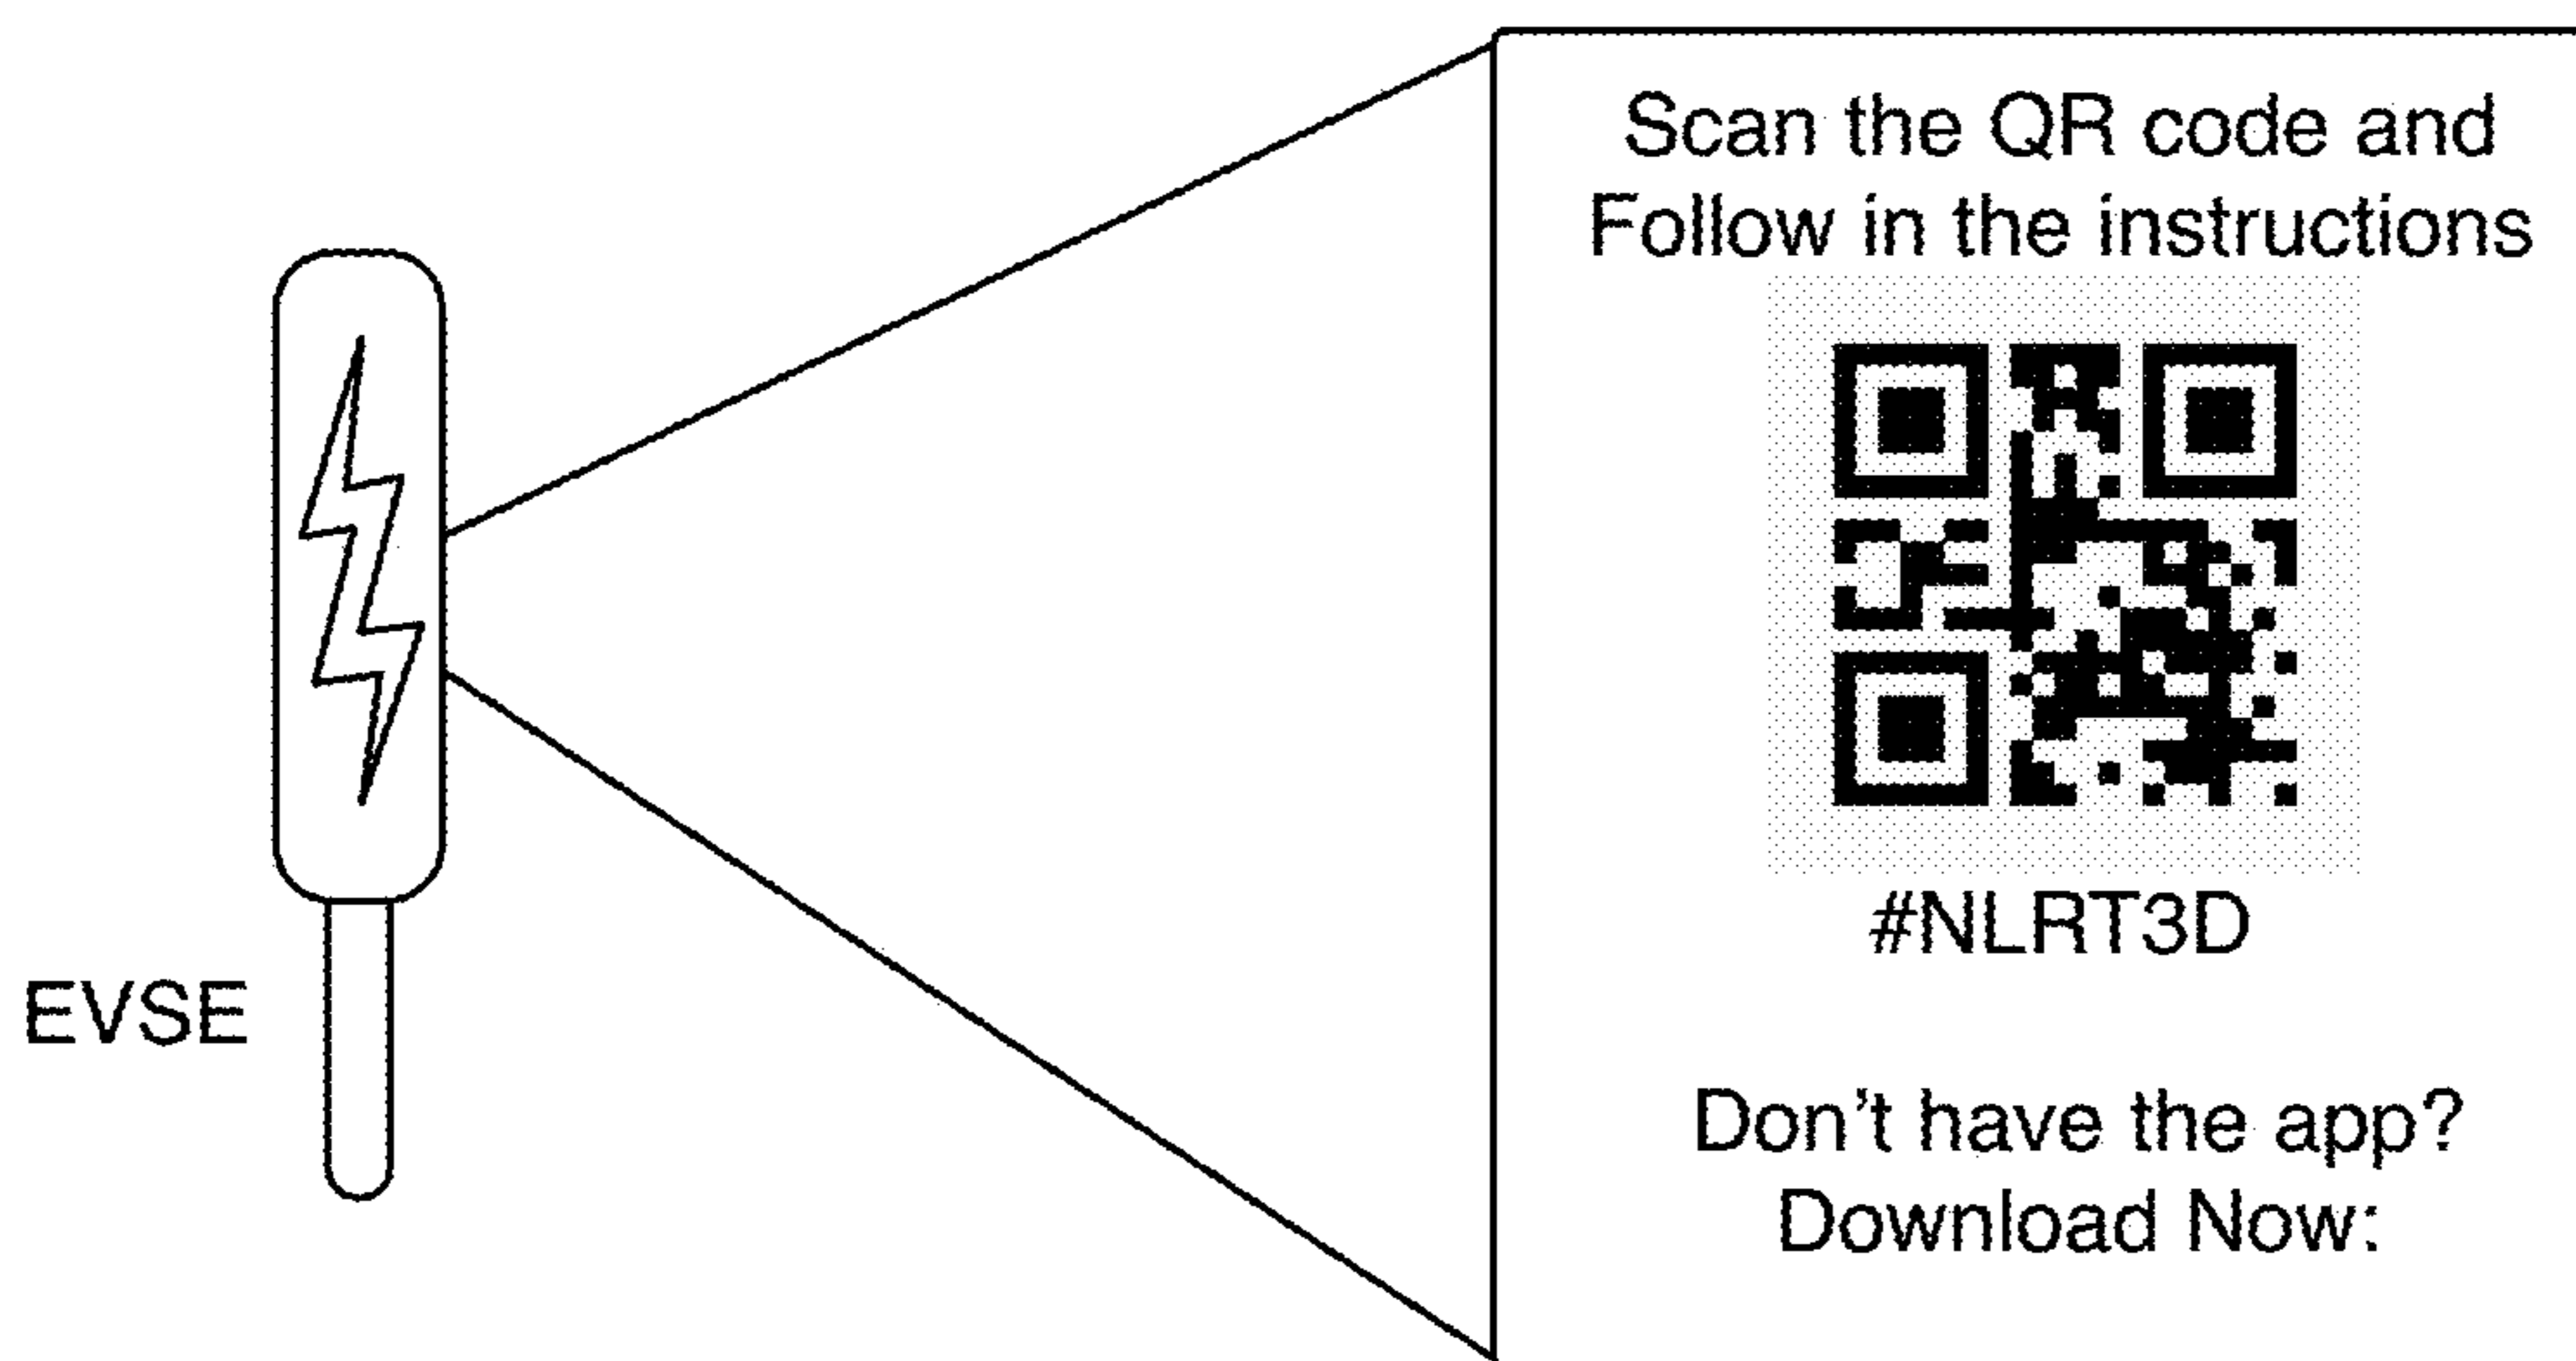 Scan the QR code and
Follow in the instructions
#NLRT3D
EVSE
Don't have the app?
Download Now: